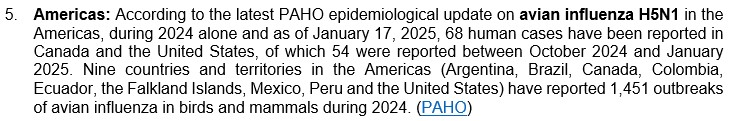 5. Americas: According to the latest PAHO epidemiological update on avian influenza H5N1 in the
Americas, during 2024 alone and as of January 17, 2025, 68 human cases have been reported in
Canada and the United States, of which 54 were reported between October 2024 and January
2025. Nine countries and territories in the Americas (Argentina, Brazil, Canada, Colombia,
Ecuador, the Falkland Islands, Mexico, Peru and the United States) have reported 1,451 outbreaks
of avian influenza in birds and mammals during 2024. (PAHO)